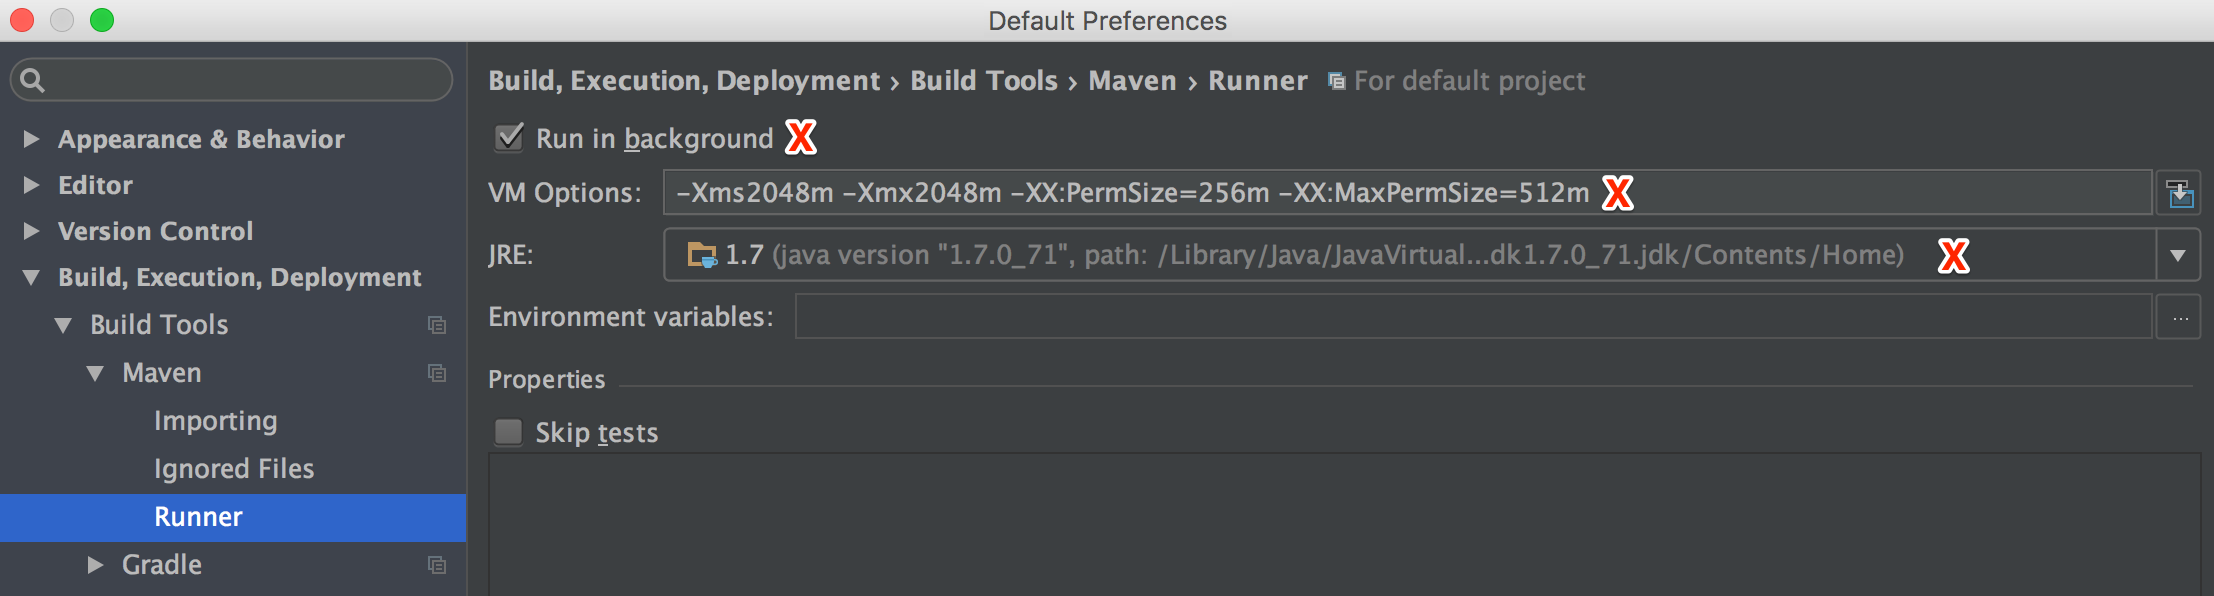 Default Preferences
Appearance & Behavior
Editor
Version Control
Build, Execution, Deployment
Build Tools
Maven
Importing
Ignored Files
Runner
Gradle
Build, Execution, Deployment › Build Tools › Maven › Runner For default project
Run in background X
VM Options: -Xms2048m -Xmx2048m -XX:PermSize=256m -XX:MaxPermSize=512m X
JRE: 1.7 (java version "1.7.0_71", path: /Library/Java/JavaVirtual...dk1.7.0_71.jdk/Contents/Home) X
Environment variables: ...
Properties
Skip tests